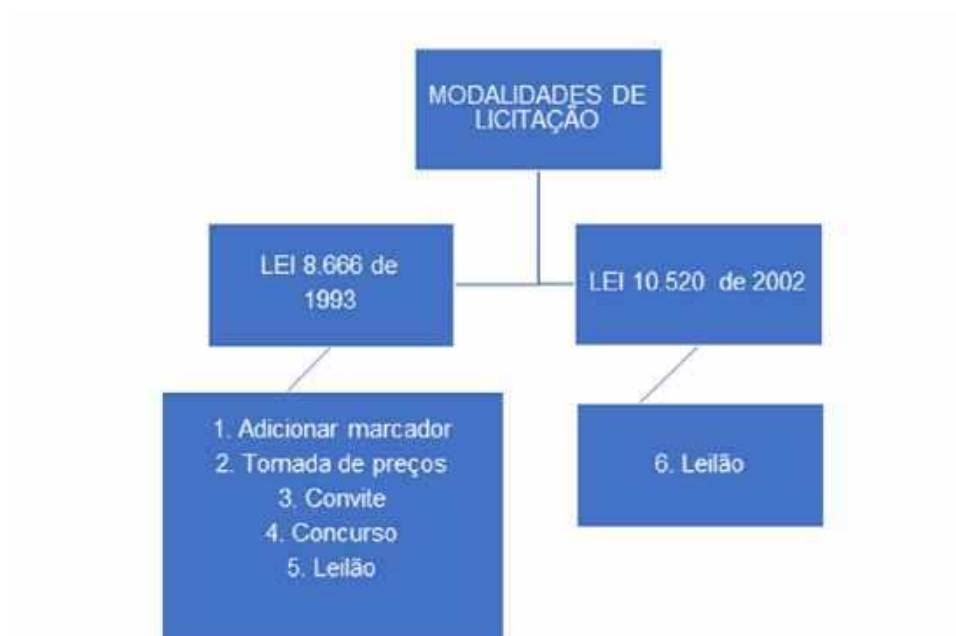 MODALIDADES DE
LICITAÇÃO
LEI 8.666 de
1993
LEI 10.520 de 2002
1. Adicionar marcador
2. Tomada de preços
3. Convite
4. Concurso
5. Leilão
6. Leilão